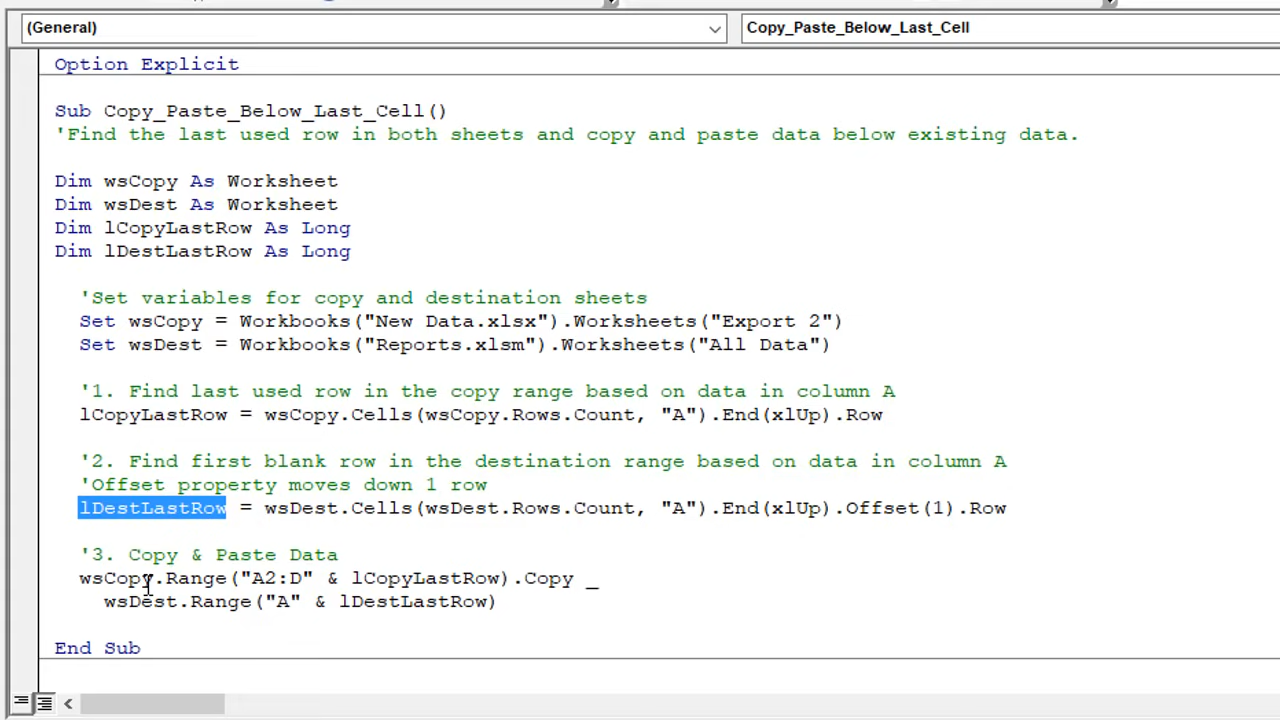 (General)
Copy_Paste_Below_Last_Cell
Option Explicit
Sub Copy_Paste_Below_Last_Cell()
'Find the last used row in both sheets and copy and paste data below existing data.
Dim wsCopy As Worksheet
Dim wsDest As Worksheet
Dim lCopyLastRow As Long
Dim lDestLastRow As Long
'Set variables for copy and destination sheets
Set wsCopy = Workbooks("New Data.xlsx").Worksheets("Export 2")
Set wsDest = Workbooks("Reports.xlsm").Worksheets("All Data")
'1. Find last used row in the copy range based on data in column A
lCopyLastRow = wsCopy.Cells(wsCopy.Rows.Count, "A").End(xlUp).Row
'2. Find first blank row in the destination range based on data in column A
'Offset property moves down 1 row
lDestLastRow = wsDest.Cells(wsDest.Rows.Count, "A").End(xlUp).Offset(1).Row
'3. Copy & Paste Data
wsCopy.Range("A2:D" & lCopyLastRow).Copy _
wsDest.Range("A" & lDestLastRow)
End Sub